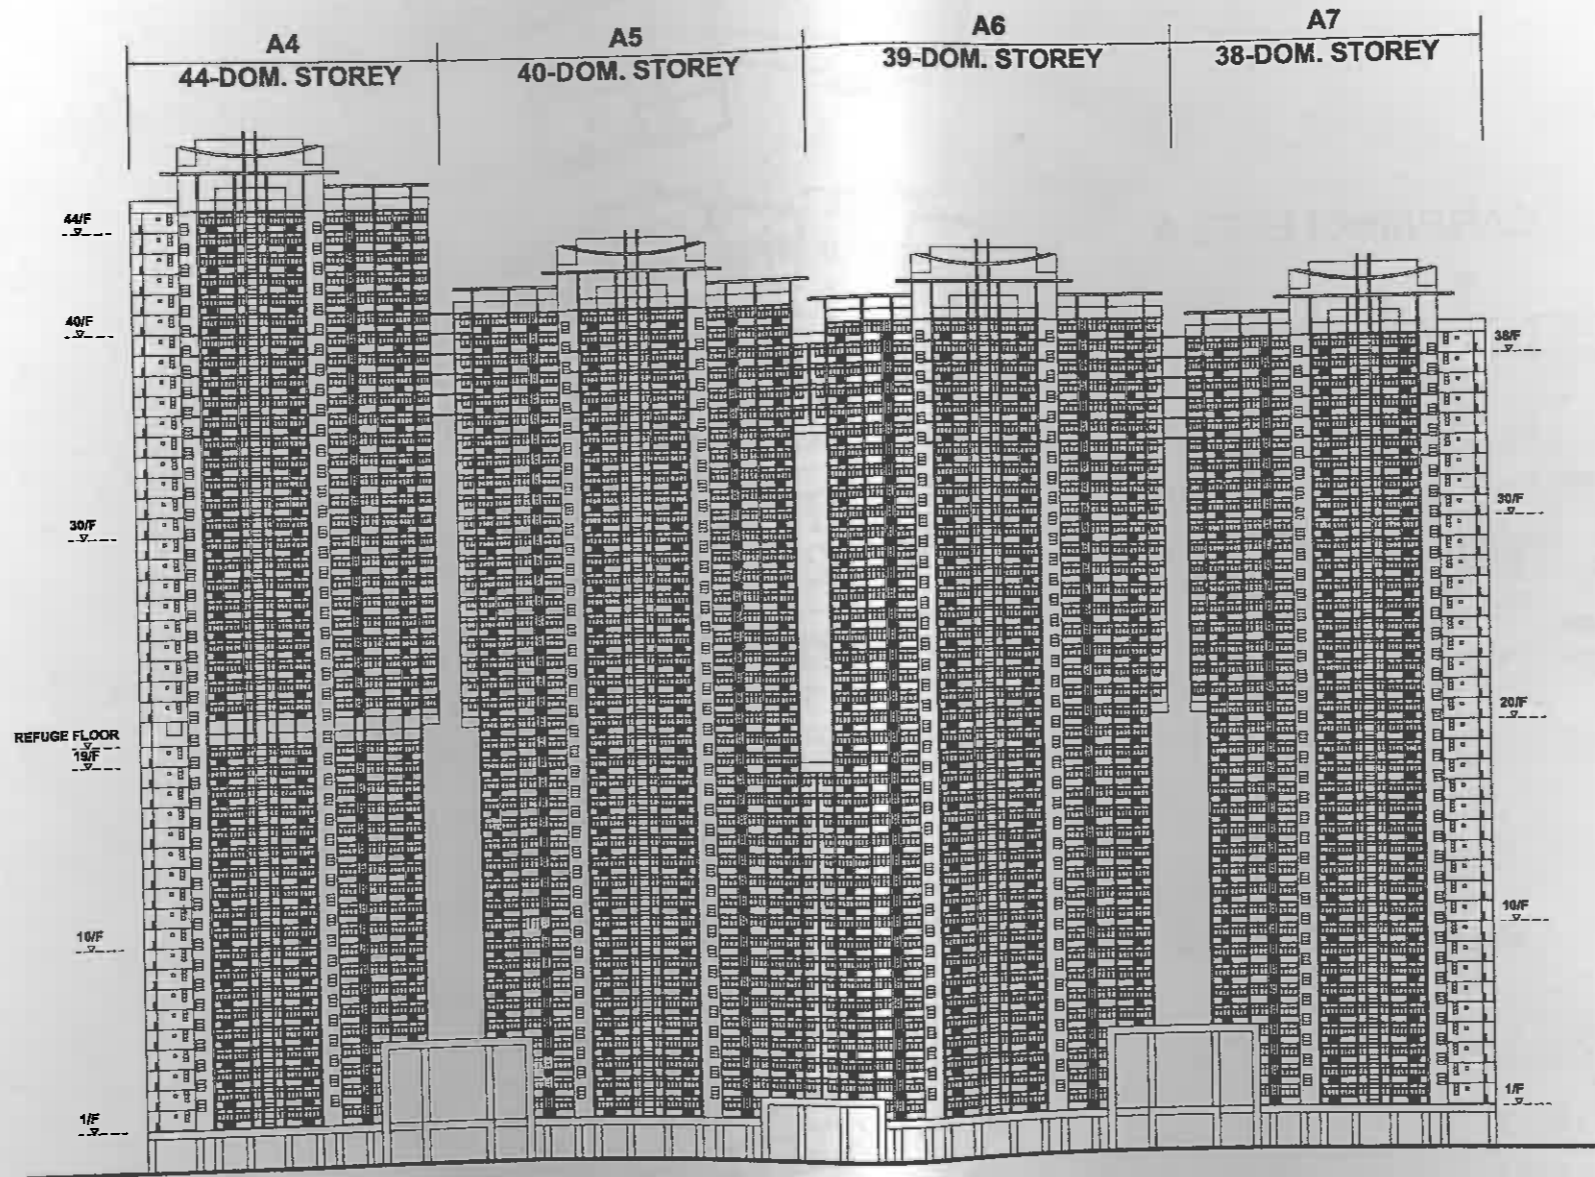 A4
44-DOM. STOREY
A5
40-DOM. STOREY
A6
39-DOM. STOREY
A7
38-DOM. STOREY
44/F
40/F
30/F
REFUGE FLOOR
19/F
10/F
1/F
38/F
30/F
20/F
10/F
1/F